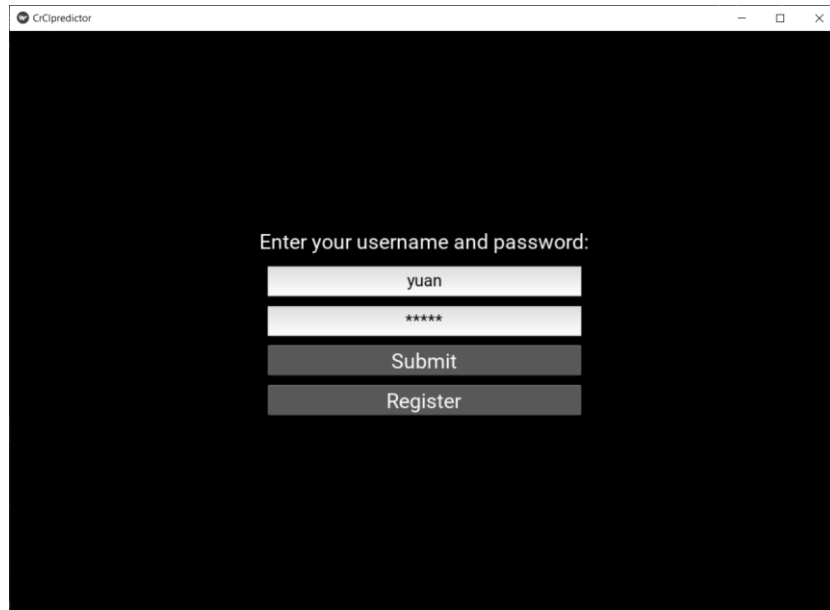 CrClpredictor
Enter your username and password:
yuan
*****
Submit
Register